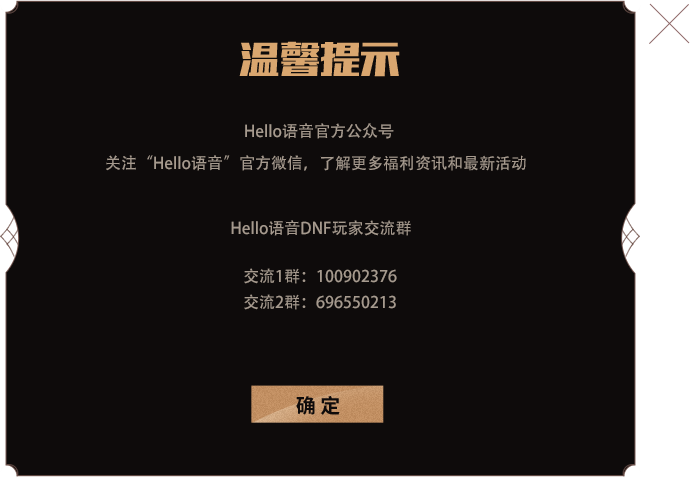 温馨提示
Hello语音官方公众号
关注“Hello语音”官方微信，了解更多福利资讯和最新活动
Hello语音DNF玩家交流群
交流1群：100902376
交流2群：696550213
确 定